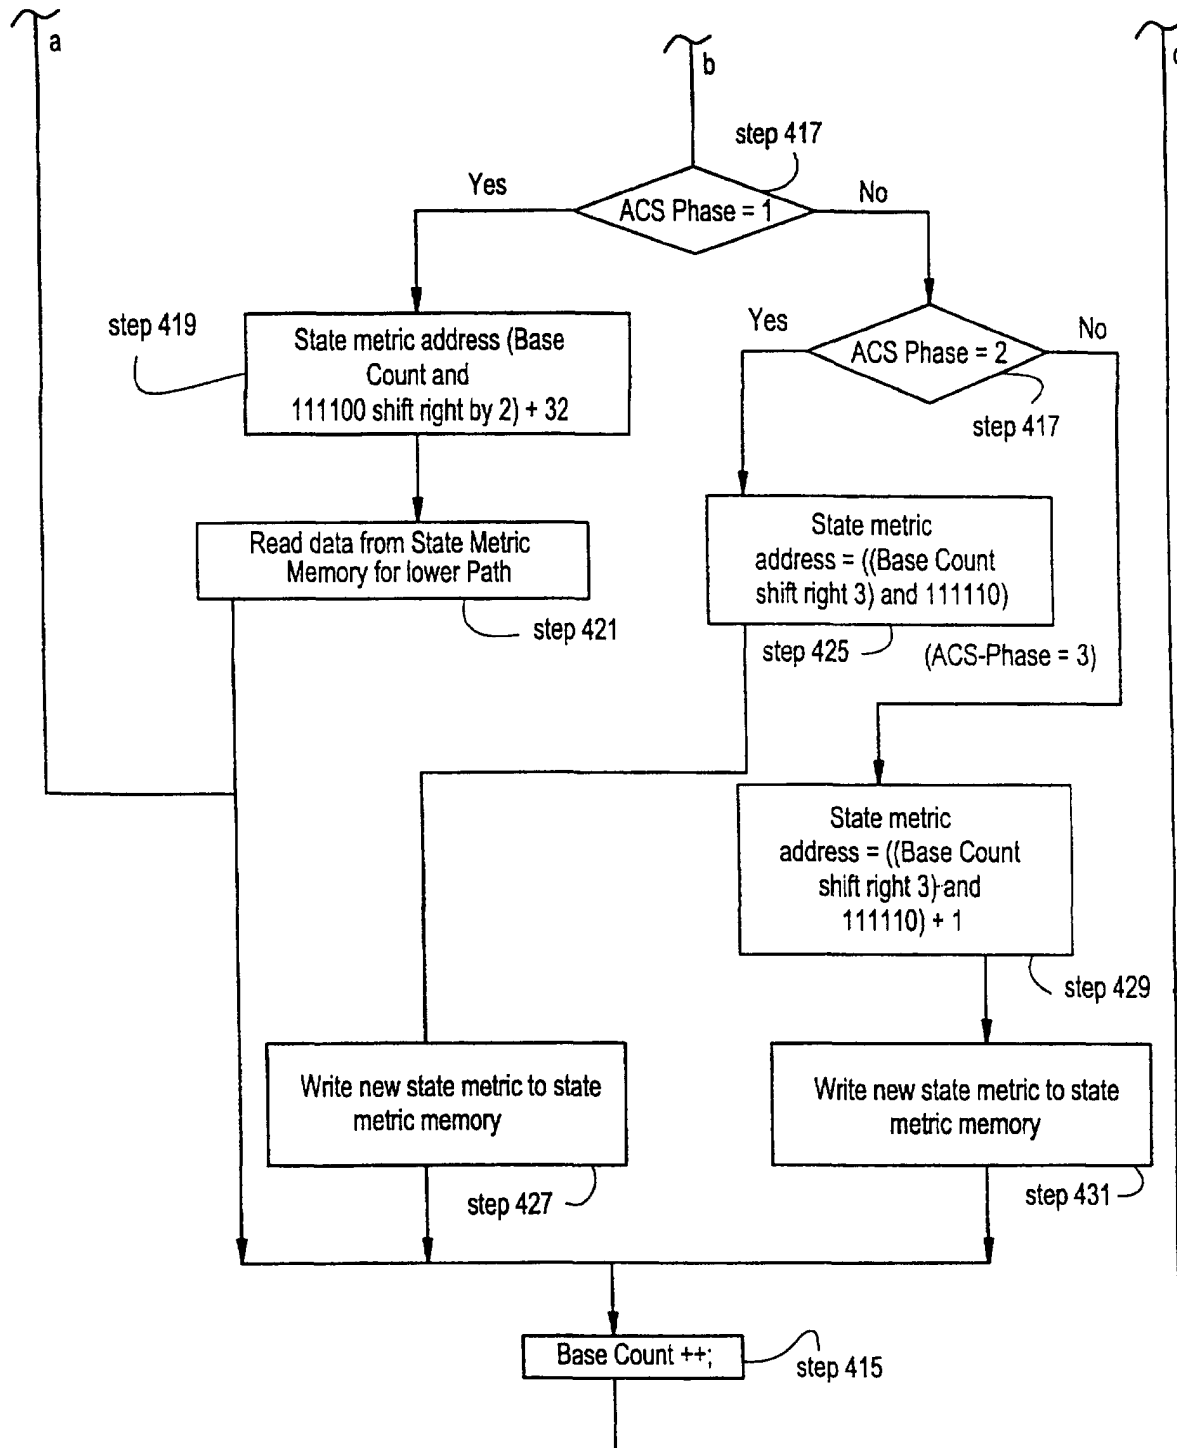 a
b
step 417
Yes
No
ACS Phase = 1
step 419
State metric address (Base
Count and
111100 shift right by 2) + 32
Yes
No
ACS Phase = 2
step 417
Read data from State Metric
Memory for lower Path
step 421
State metric
address = ((Base Count
shift right 3) and 111110)
step 425
(ACS-Phase = 3)
State metric
address = ((Base Count
shift right 3) and
111110) + 1
step 429
Write new state metric to state
metric memory
step 427
Write new state metric to state
metric memory
step 431
Base Count ++;
step 415